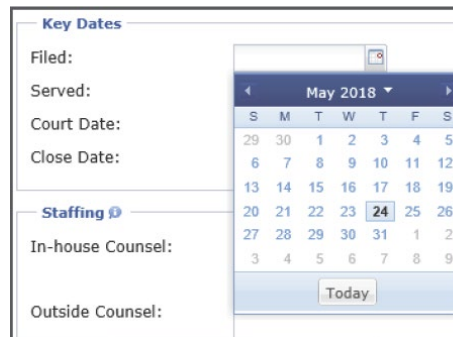 Key Dates
Filed:
Served:
May 2018
Court Date:
S M T W T F S
29 30 1 2 3 4 5
Close Date:
6 7 8 9 10 11 12
13 14 15 16 17 18 19
Staffing
20 21 22 23 24 25 26
In-house Counsel:
27 28 29 30 31 1 2
3 4 5 6 7 8 9
Today
Outside Counsel: